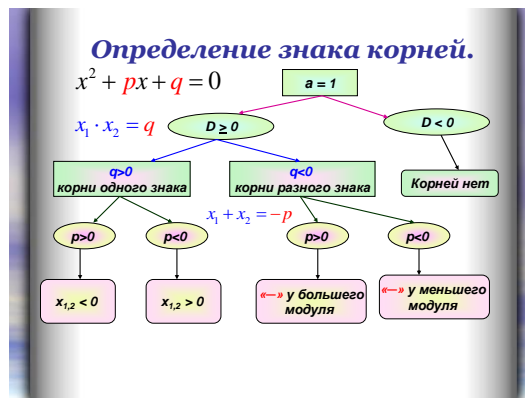 Определение знака корней.
x² + px + q = 0
a = 1
x₁ · x₂ = q
D ≥ 0
D < 0
q>0
корни одного знака
q<0
корни разного знака
Корней нет
x₁ + x₂ = −p
p>0
p<0
p>0
p<0
x₁,₂ < 0
x₁,₂ > 0
«—» у большего
модуля
«—» у меньшего
модуля